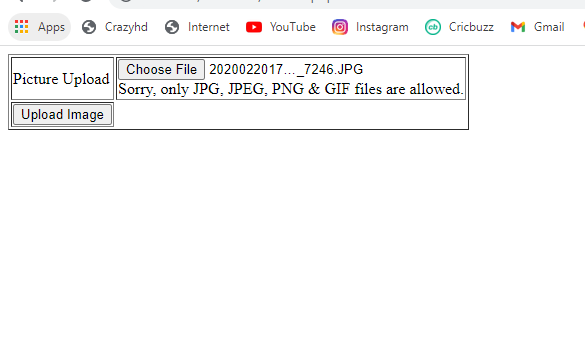 Apps Crazyhd Internet YouTube Instagram cb Cricbuzz Gmail
Picture Upload
Choose File 2020022017..._7246.JPG
Sorry, only JPG, JPEG, PNG & GIF files are allowed.
Upload Image